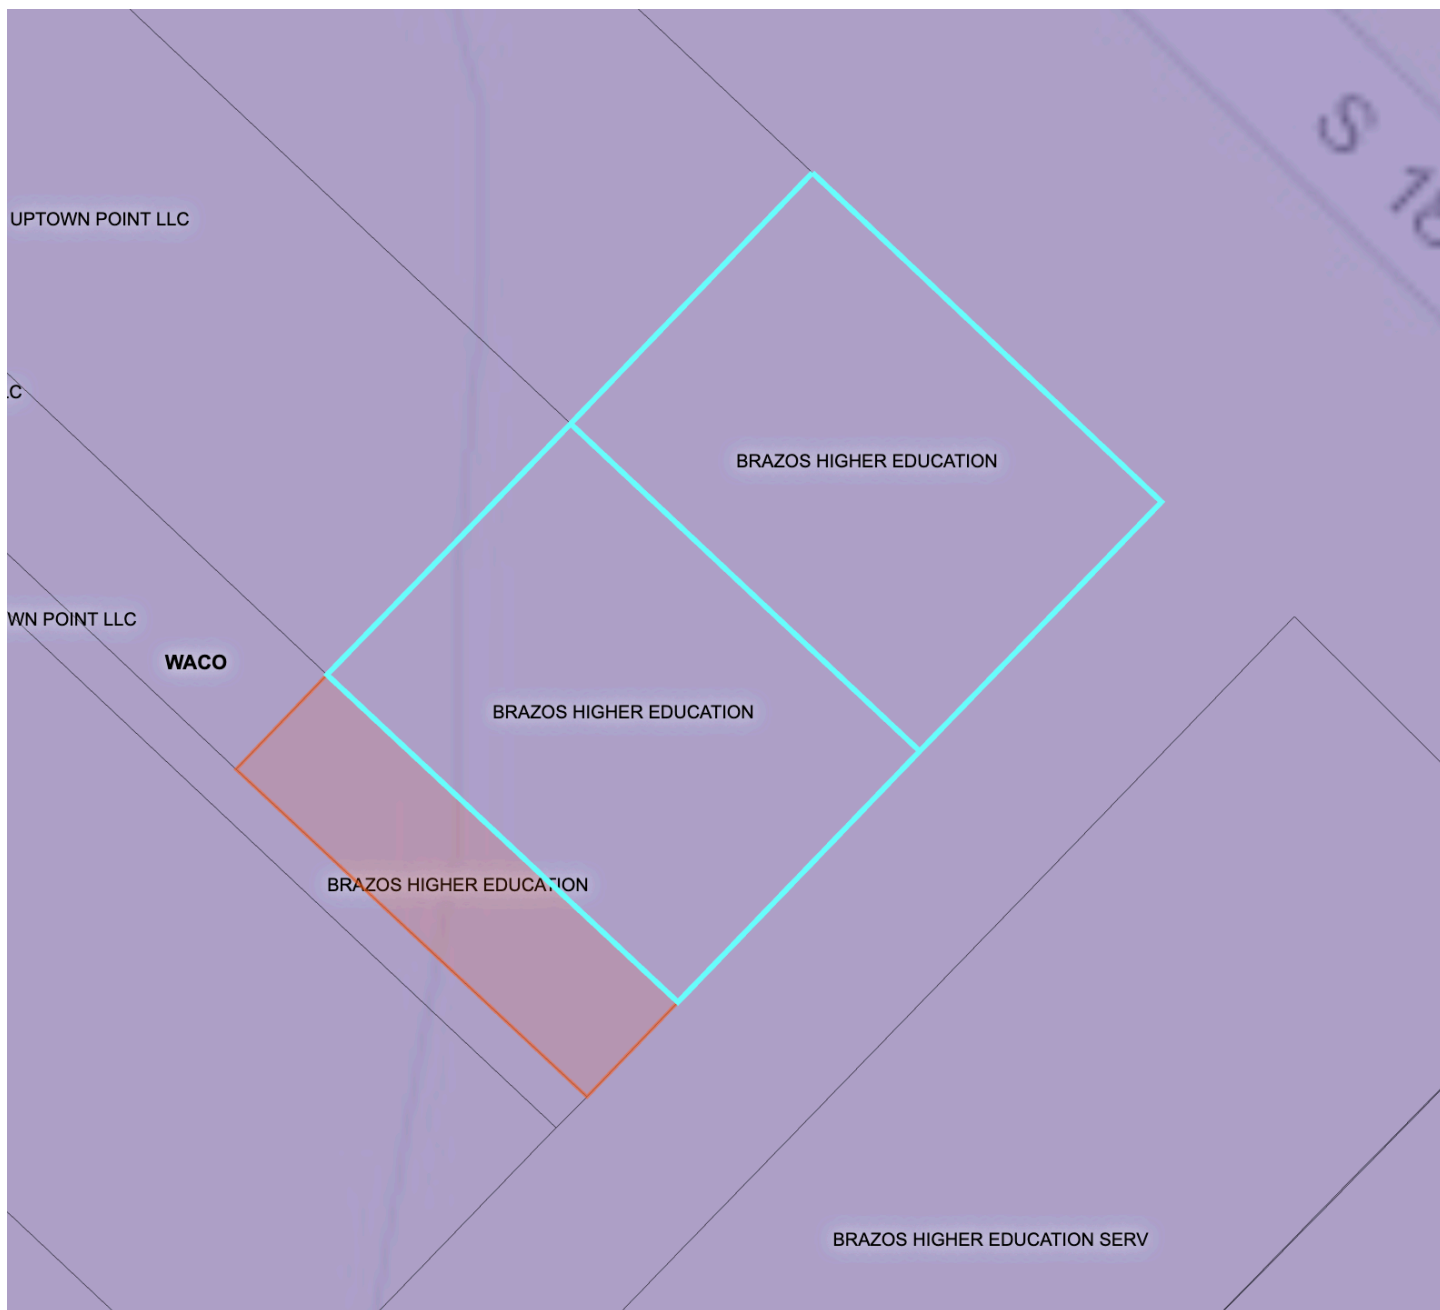 S
UPTOWN POINT LLC
LC
BRAZOS HIGHER EDUCATION
WN POINT LLC
WACO
BRAZOS HIGHER EDUCATION
BRAZOS HIGHER EDUCATION
BRAZOS HIGHER EDUCATION SERV